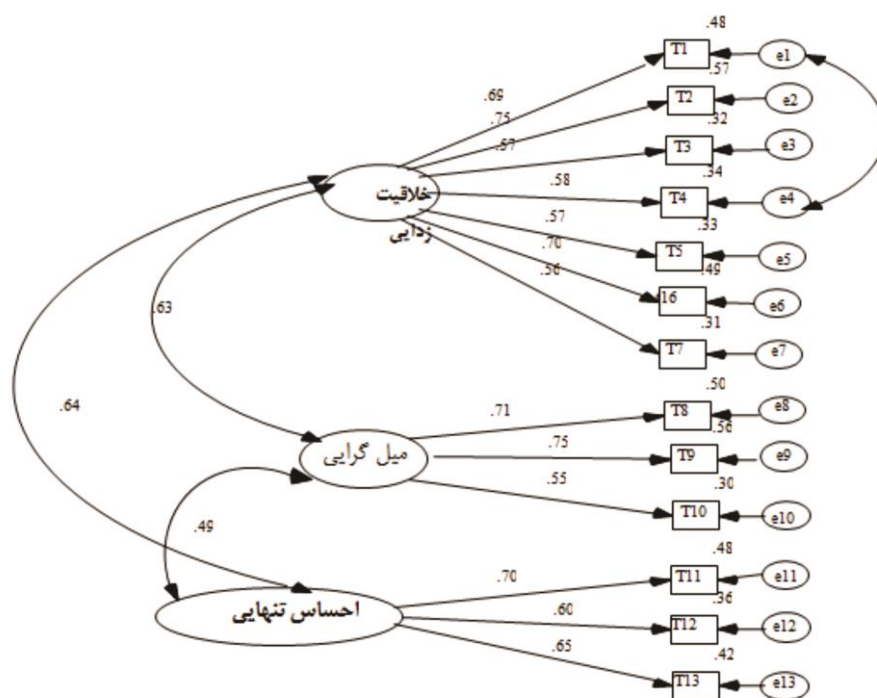 .48
T1
e1
.57
.69
T2
e2
.75
.32
.57
T3
e3
.34
خلاقیت
زدایی
.58
T4
e4
.33
.57
T5
e5
.70
.49
.56
16
e6
.31
T7
e7
.63
.64
.50
.71
T8
e8
.56
میل گرایی
.75
T9
e9
.30
.55
T10
e10
.49
.48
.70
T11
e11
.36
احساس تنهایی
.60
T12
e12
.42
.65
T13
e13